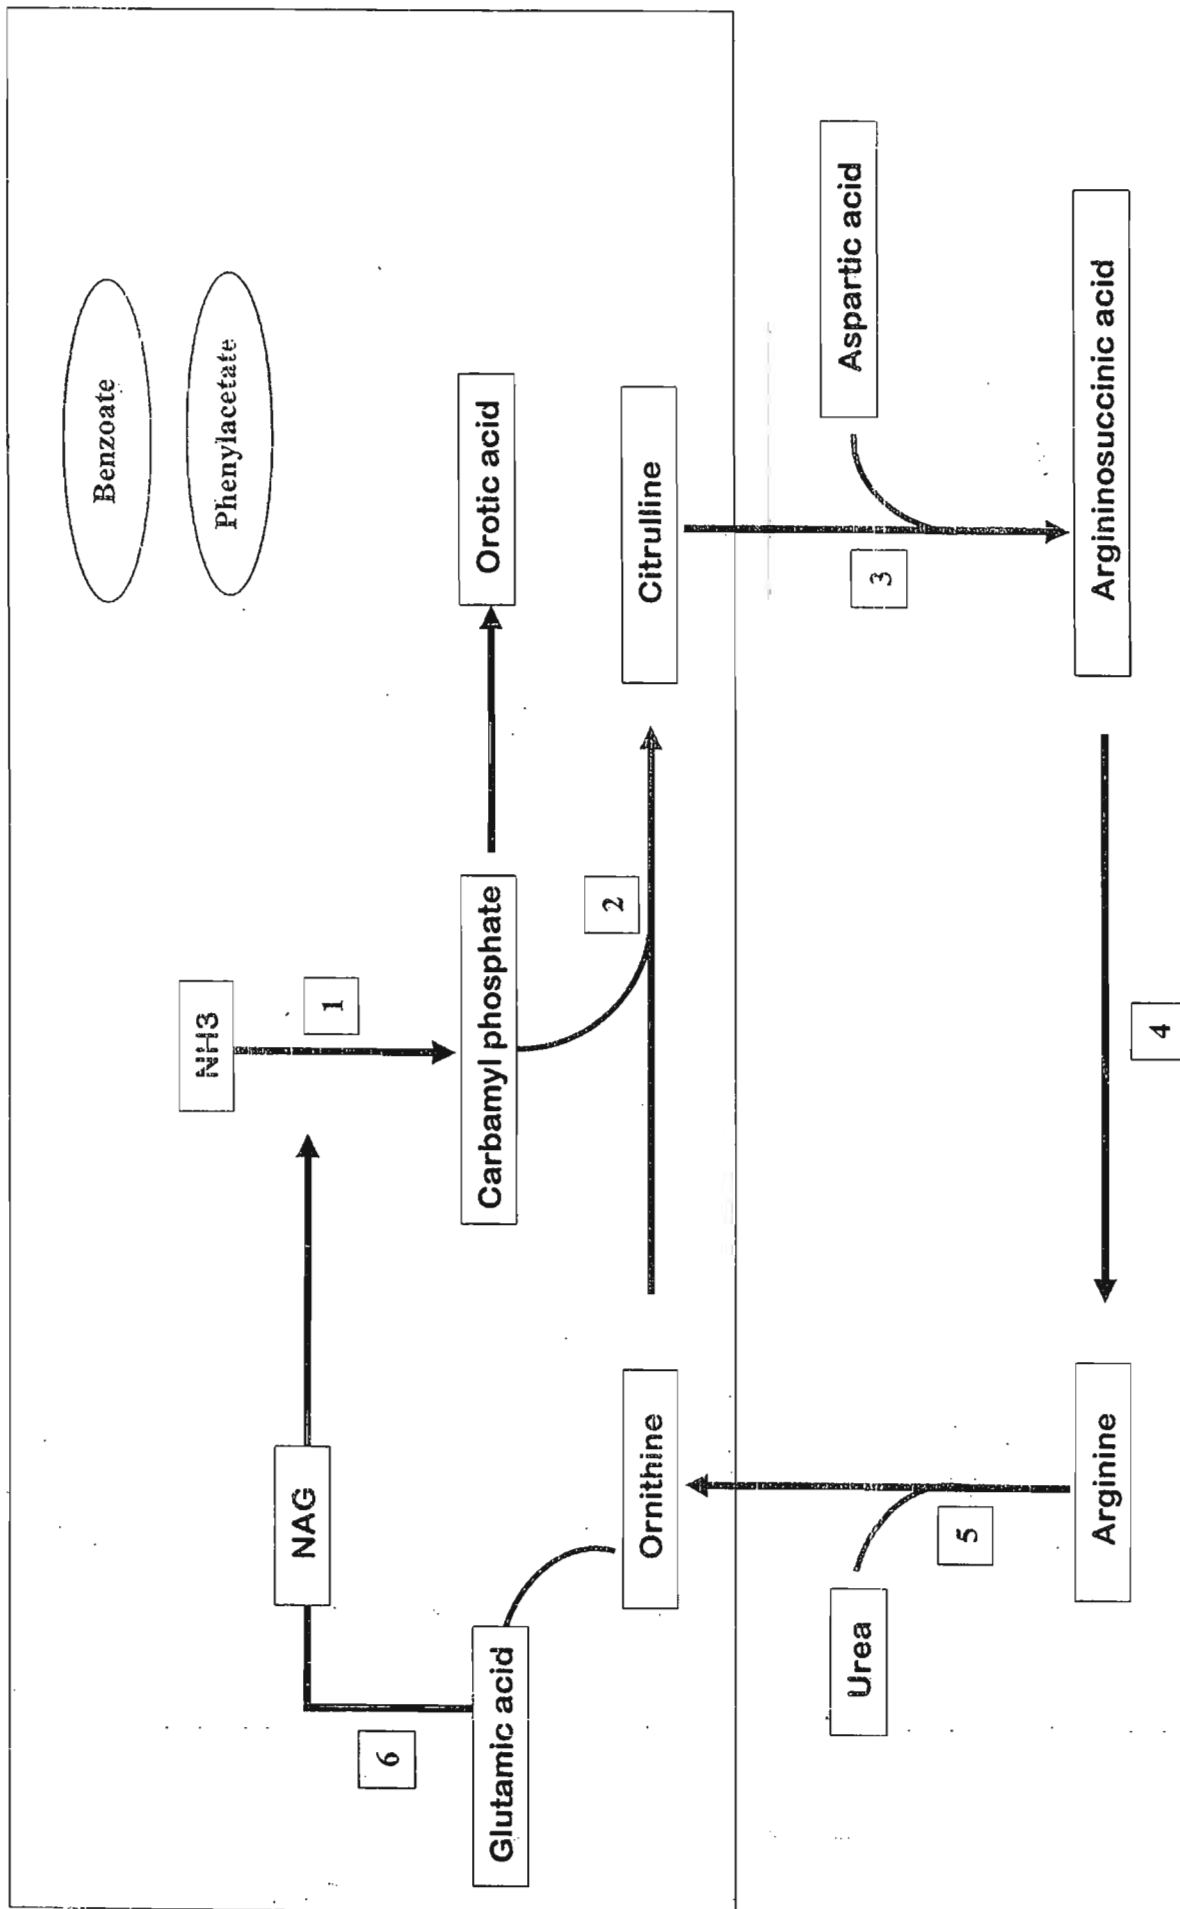 Benzoate
Phenylacetate
NH3
1
NAG
6
Glutamic acid
Carbamyl phosphate
Orotic acid
2
Ornithine
Citrulline
Urea
5
3
Aspartic acid
Arginine
4
Argininosuccinic acid